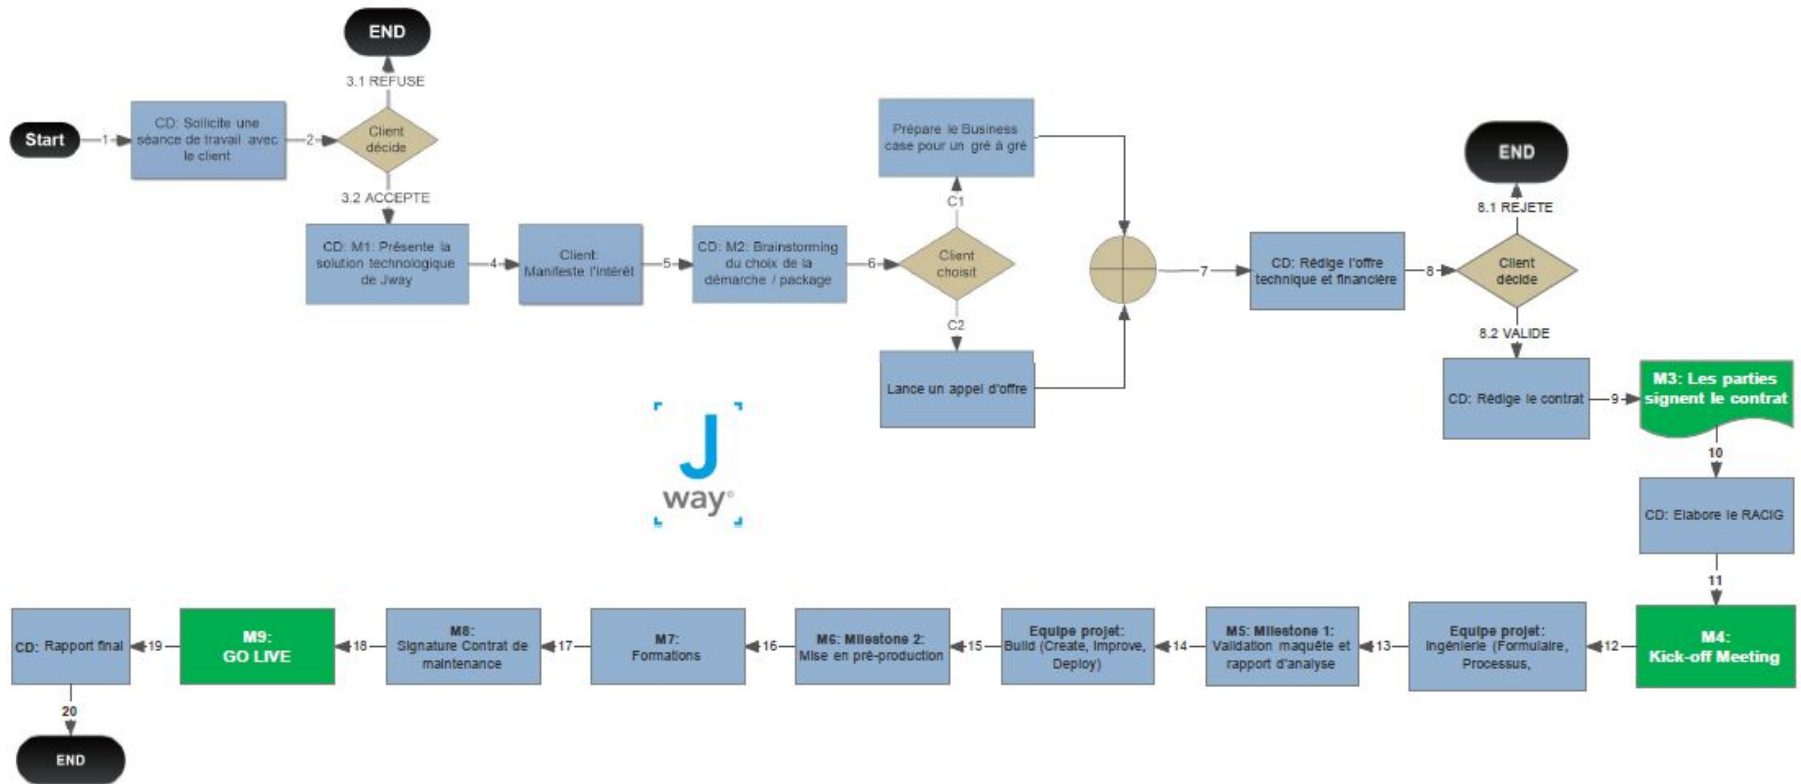 END
3.1 REFUSE
Start
1
CD: Sollicite une
séance de travail avec
le client
2
Client
décide
3.2 ACCEPTE
CD: M1: Présente la
solution technologique
de Jway
4
Client:
Manifeste l'intérêt
5
CD: M2: Brainstorming
du choix de la
démarche / package
6
Client
choisit
C1
Prépare le Business
case pour un gré à gré
C2
Lance un appel d'offre
7
CD: Rédige l'offre
technique et financière
8
Client
décide
8.1 REJETE
END
8.2 VALIDE
CD: Rédige le contrat
9
M3: Les parties
signent le contrat
10
CD: Elabore le RACIG
11
M4:
Kick-off Meeting
12
Equipe projet:
Ingénierie (Formulaire,
Processus,
13
M5: Milestone 1:
Validation maquête et
rapport d'analyse
14
Equipe projet:
Build (Create, Improve,
Deploy)
15
M6: Milestone 2:
Mise en pré-production
16
M7:
Formations
17
M8:
Signature Contrat de
maintenance
18
M9:
GO LIVE
19
CD: Rapport final
20
END
J
way©